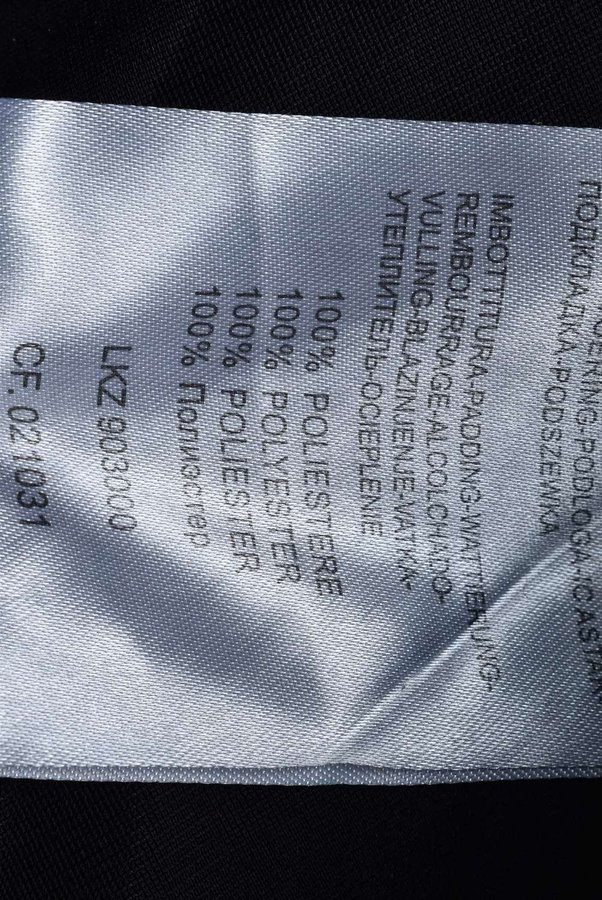 ПОДКЛАДКА-PODSZEWKA
IMBOTTITURA-PADDING-WATTIERUNG-
REMBOURRAGE-ALCOLCHADO-
VULLING-BLAZINJENJE-VATKA-
УТЕПЛИТЕЛЬ-OCIEPLENIE
100% POLIESTERE
100% POLYESTER
100% POLIESTER
100% Полиэстер
LKZ 903000
CF. 021031